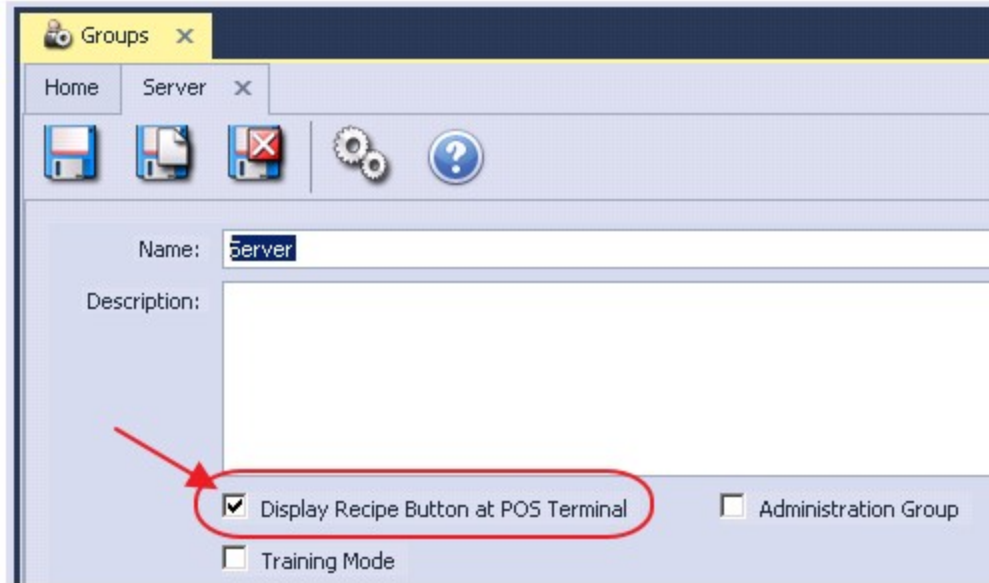 Groups
Home Server
?
Name: Server
Description:
Display Recipe Button at POS Terminal Administration Group
Training Mode